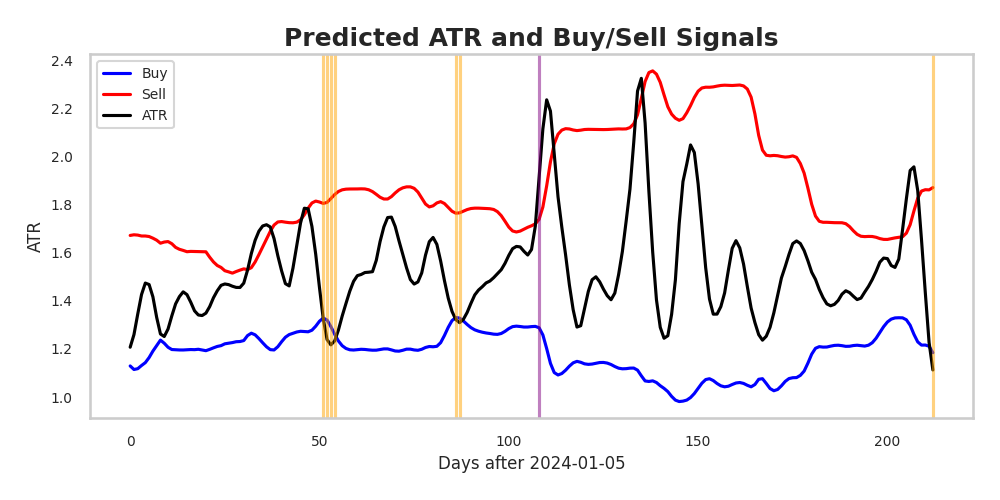 Predicted ATR and Buy/Sell Signals
Buy
Sell
ATR
ATR
2.4
2.2
2.0
1.8
1.6
1.4
1.2
1.0
0 50 100 150 200
Days after 2024-01-05